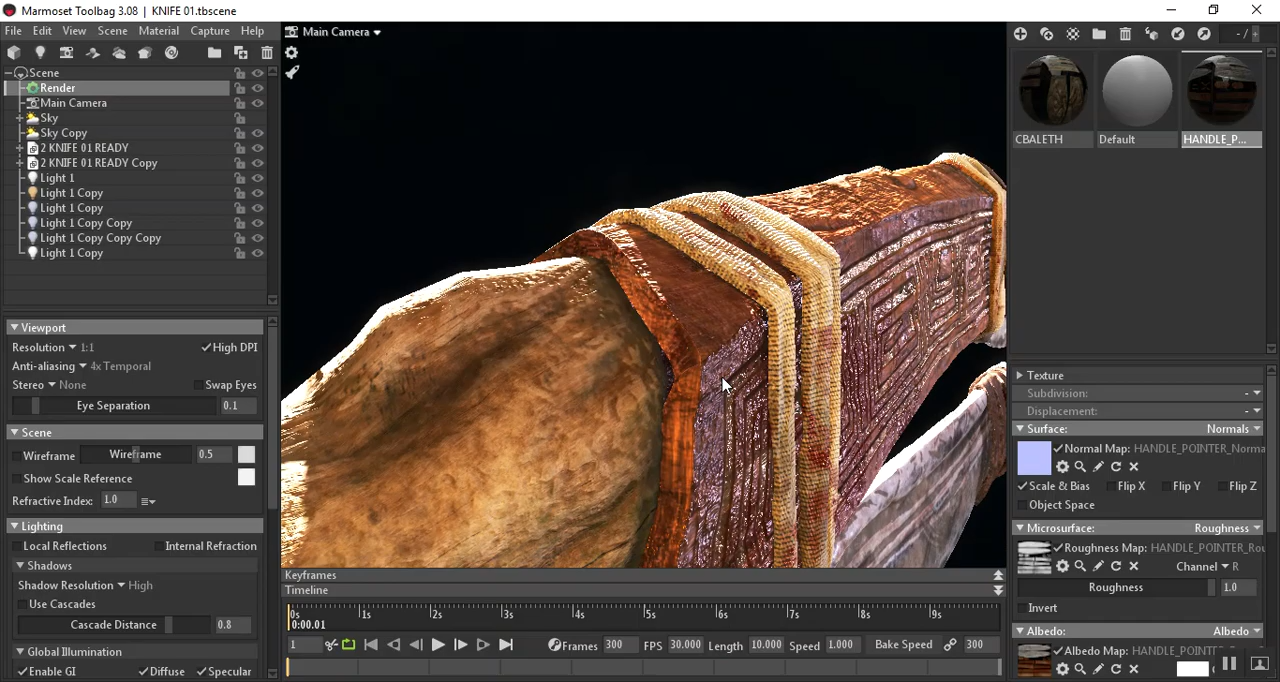 Marmoset Toolbag 3.08 | KNIFE 01.tbscene
File Edit View Scene Material Capture Help
Main Camera
- / +
Scene
Render
Main Camera
Sky
Sky Copy
2 KNIFE 01 READY
2 KNIFE 01 READY Copy
Light 1
Light 1 Copy
Light 1 Copy
Light 1 Copy Copy
Light 1 Copy Copy Copy
Light 1 Copy
CBALETH Default HANDLE_P...
Viewport
Resolution 1:1 High DPI
Anti-aliasing 4x Temporal
Stereo None Swap Eyes
Eye Separation 0.1
Scene
Wireframe Wireframe 0.5
Show Scale Reference
Refractive Index: 1.0
Lighting
Local Reflections Internal Refraction
Shadows
Shadow Resolution High
Use Cascades
Cascade Distance 0.8
Global Illumination
Enable GI Diffuse Specular
Keyframes
Timeline
0s 1s 2s 3s 4s 5s 6s 7s 8s 9s
0:00.01
1 Frames 300 FPS 30.000 Length 10.000 Speed 1.000 Bake Speed 300
Texture
Subdivision: -
Displacement: -
Surface: Normals
Normal Map: HANDLE_POINTER_Norma
Scale & Bias Flip X Flip Y Flip Z
Object Space
Microsurface: Roughness
Roughness Map: HANDLE_POINTER_Rou
Channel R
Roughness 1.0
Invert
Albedo: Albedo
Albedo Map: HANDLE_POINT